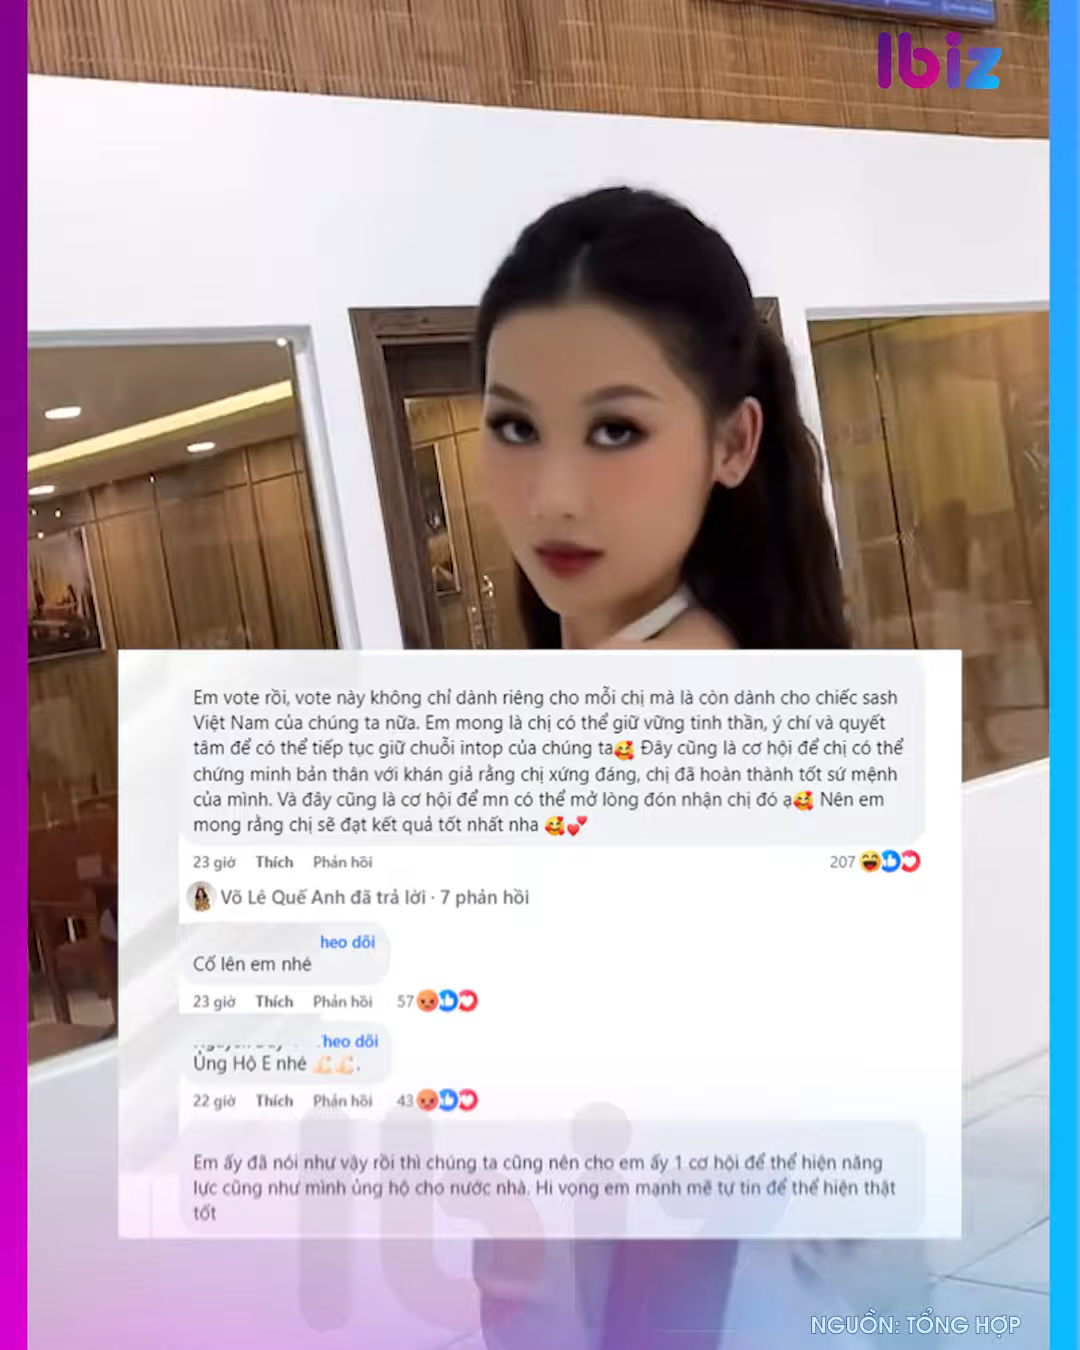 Ibiz
Em vote rồi, vote này không chỉ dành riêng cho mỗi chị mà là còn dành cho chiếc sash
Việt Nam của chúng ta nữa. Em mong là chị có thể giữ vững tinh thần, ý chí và quyết
tâm để có thể tiếp tục giữ chuỗi intop của chúng ta🥰 Đây cũng là cơ hội để chị có thể
chứng minh bản thân với khán giả rằng chị xứng đáng, chị đã hoàn thành tốt sứ mệnh
của mình. Và đây cũng là cơ hội để mn có thể mở lòng đón nhận chị đó ạ🥰 Nên em
mong rằng chị sẽ đạt kết quả tốt nhất nha 🥰💕
23 giờ Thích Phản hồi 207
Võ Lê Quế Anh đã trả lời · 7 phản hồi
heo dõi
Cố lên em nhé
23 giờ Thích Phản hồi 57
heo dõi
Ủng Hộ E nhé 💪💪.
22 giờ Thích Phản hồi 43
Em ấy đã nói như vậy rồi thì chúng ta cũng nên cho em ấy 1 cơ hội để thể hiện năng
lực cũng như mình ủng hộ cho nước nhà. Hi vọng em mạnh mẽ tự tin để thể hiện thật
tốt
Ibiz
NGUỒN: TỔNG HỢP